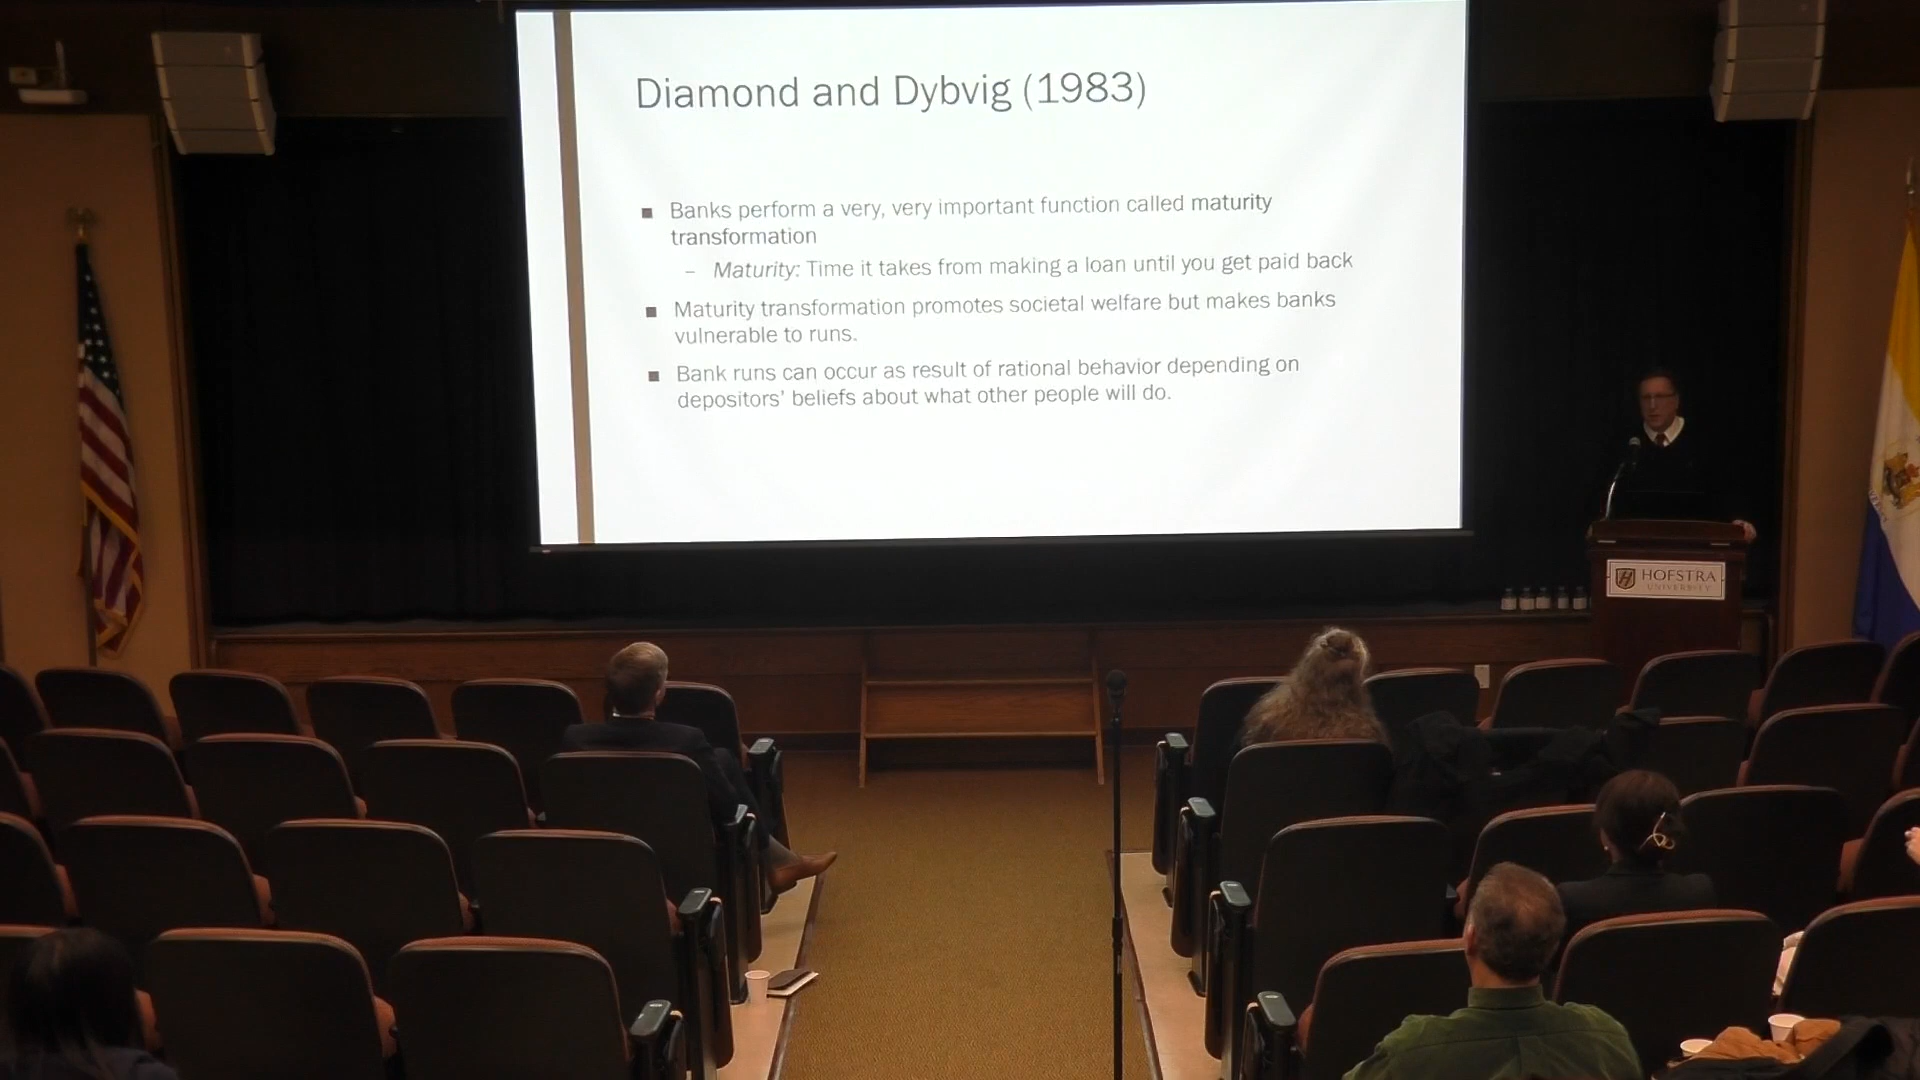 Diamond and Dybvig (1983)
■ Banks perform a very, very important function called maturity
transformation
– Maturity: Time it takes from making a loan until you get paid back
■ Maturity transformation promotes societal welfare but makes banks
vulnerable to runs.
■ Bank runs can occur as result of rational behavior depending on
depositors' beliefs about what other people will do.
HOFSTRA
UNIVERSITY